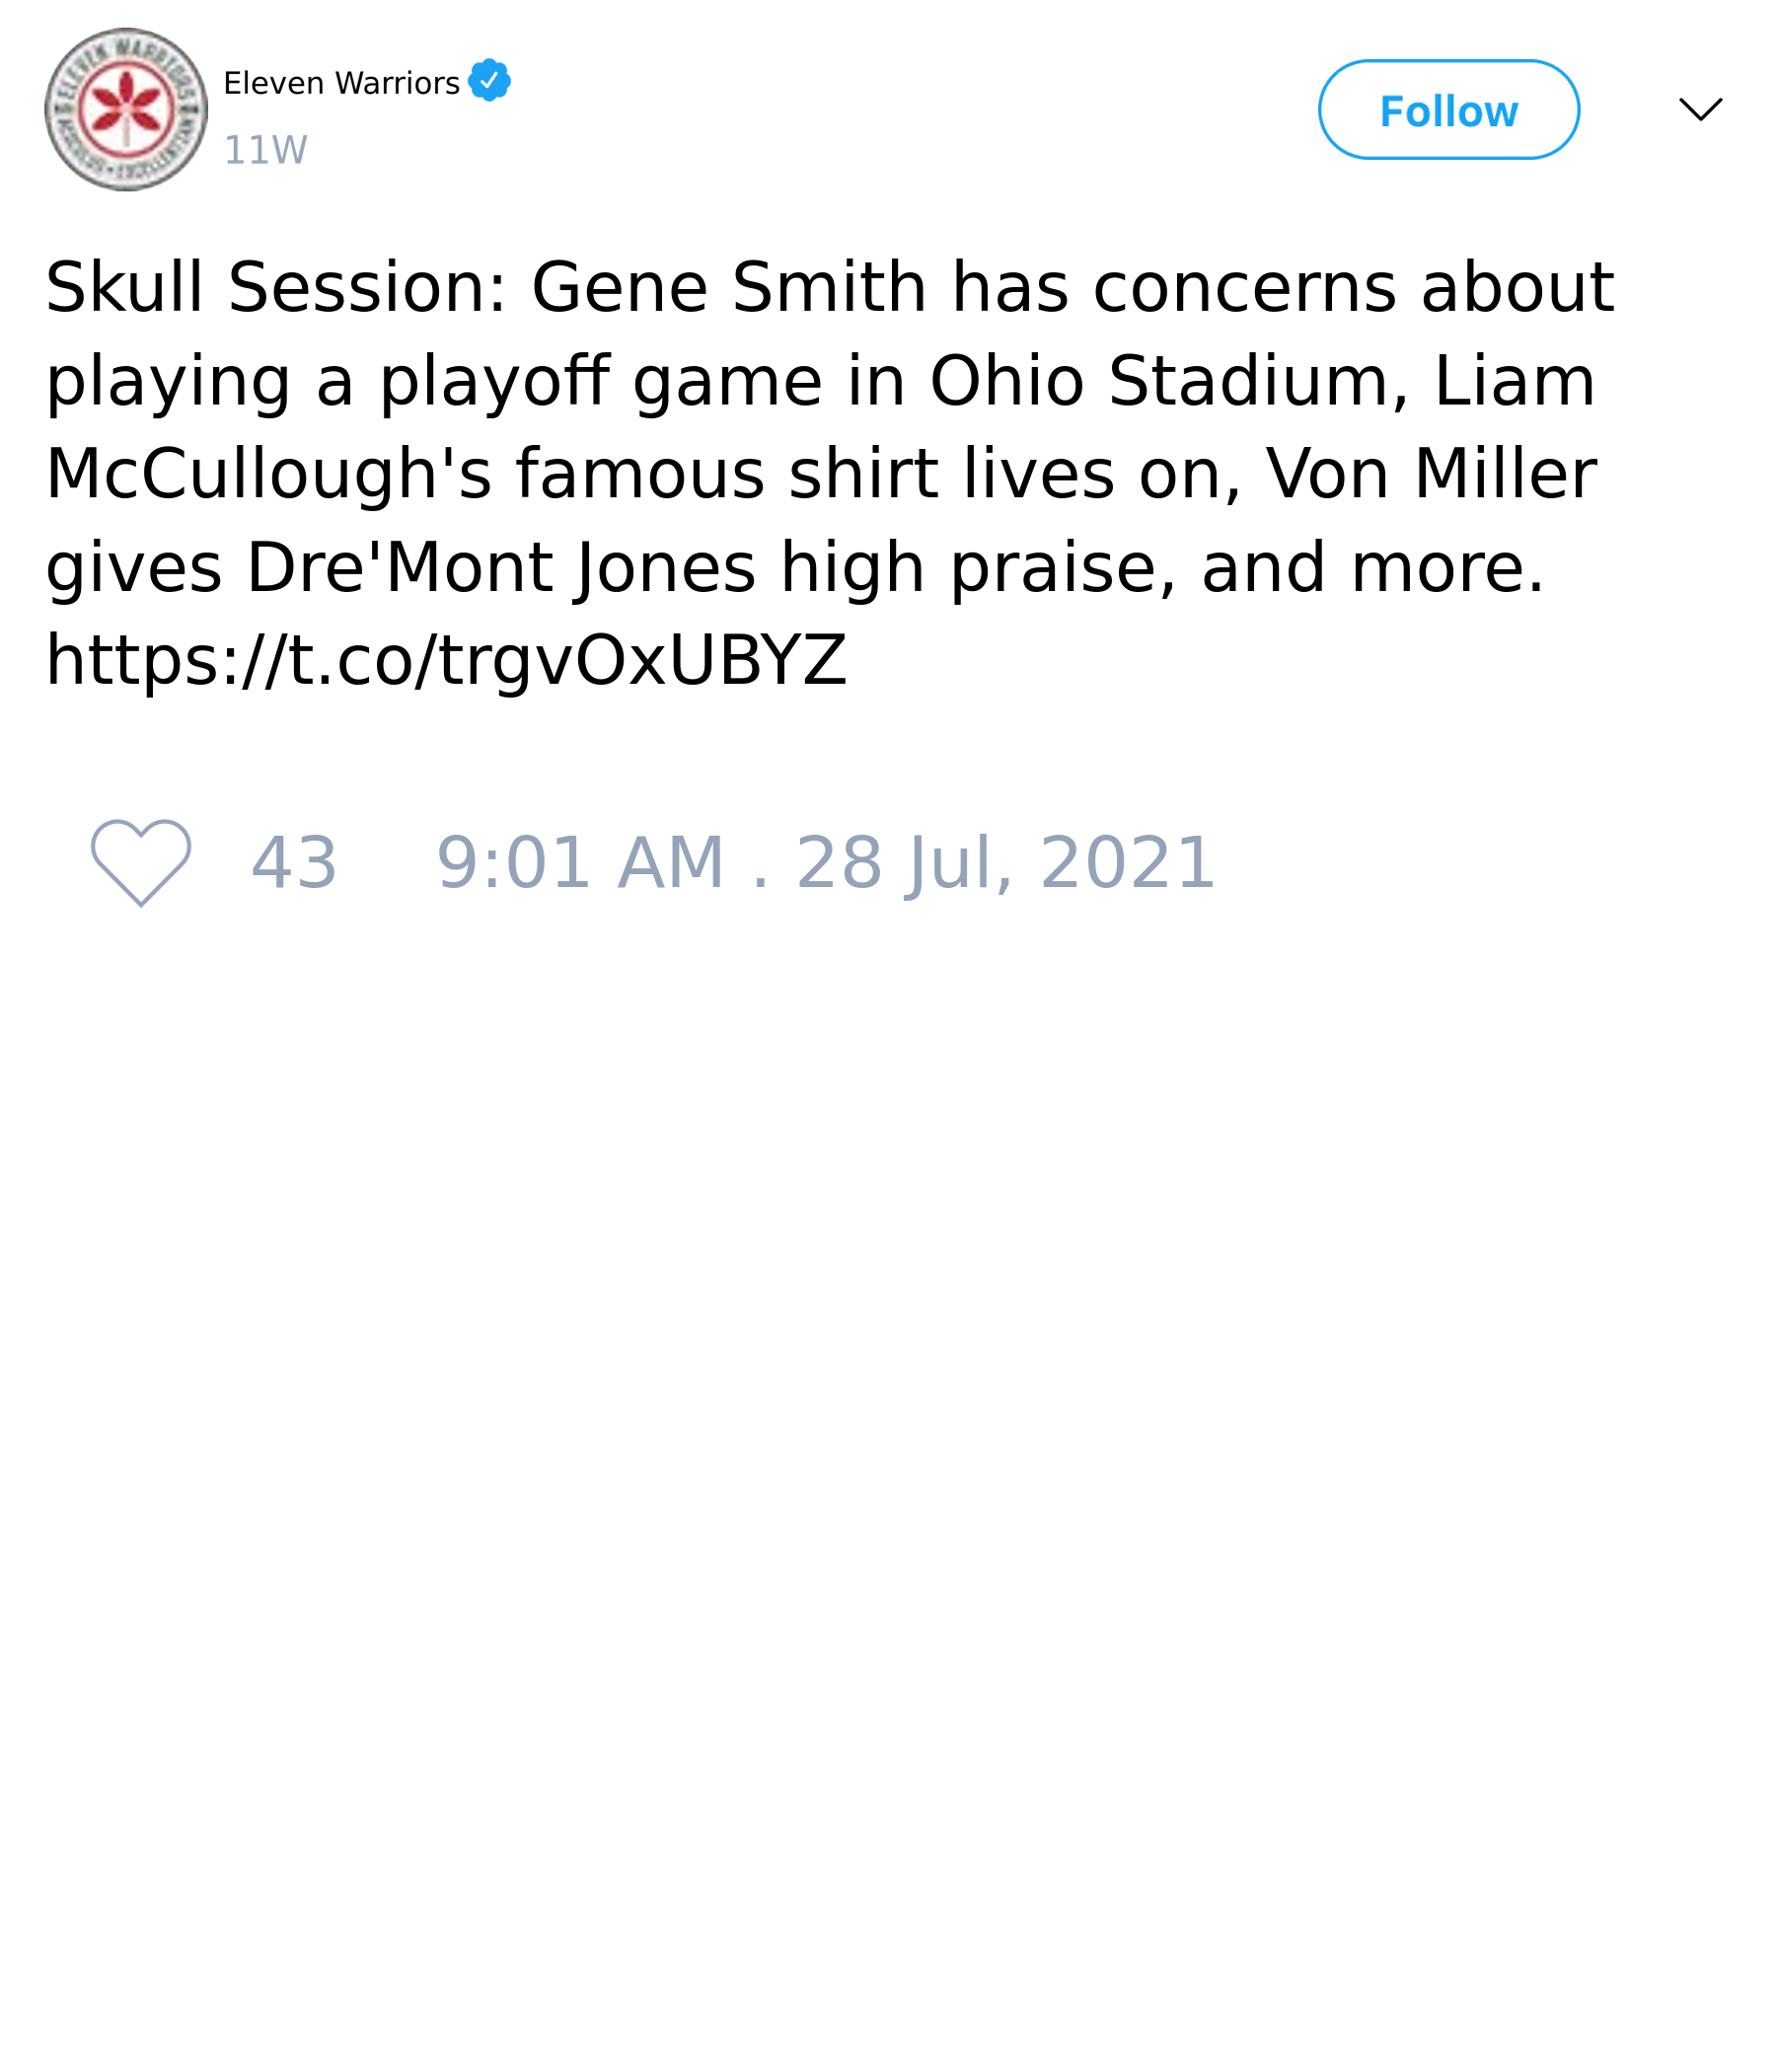 ELEVEN WARRIORS
Eleven Warriors
11W
Follow
Skull Session: Gene Smith has concerns about
playing a playoff game in Ohio Stadium, Liam
McCullough's famous shirt lives on, Von Miller
gives Dre'Mont Jones high praise, and more.
https://t.co/trgvOxUBYZ
43 9:01 AM . 28 Jul, 2021